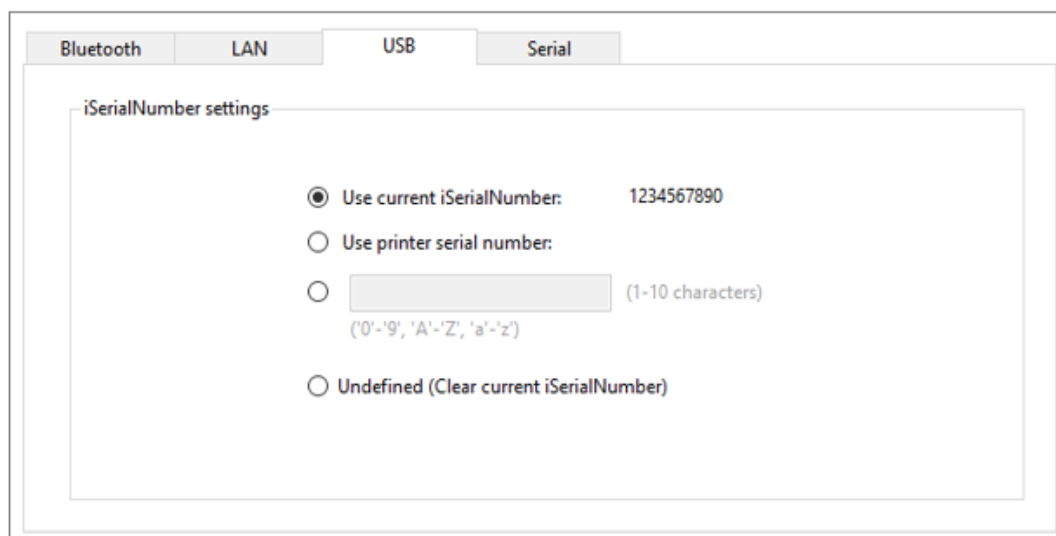 Bluetooth LAN USB Serial
iSerialNumber settings
Use current iSerialNumber: 1234567890
Use printer serial number:
(1-10 characters)
('0'-'9', 'A'-'Z', 'a'-'z')
Undefined (Clear current iSerialNumber)